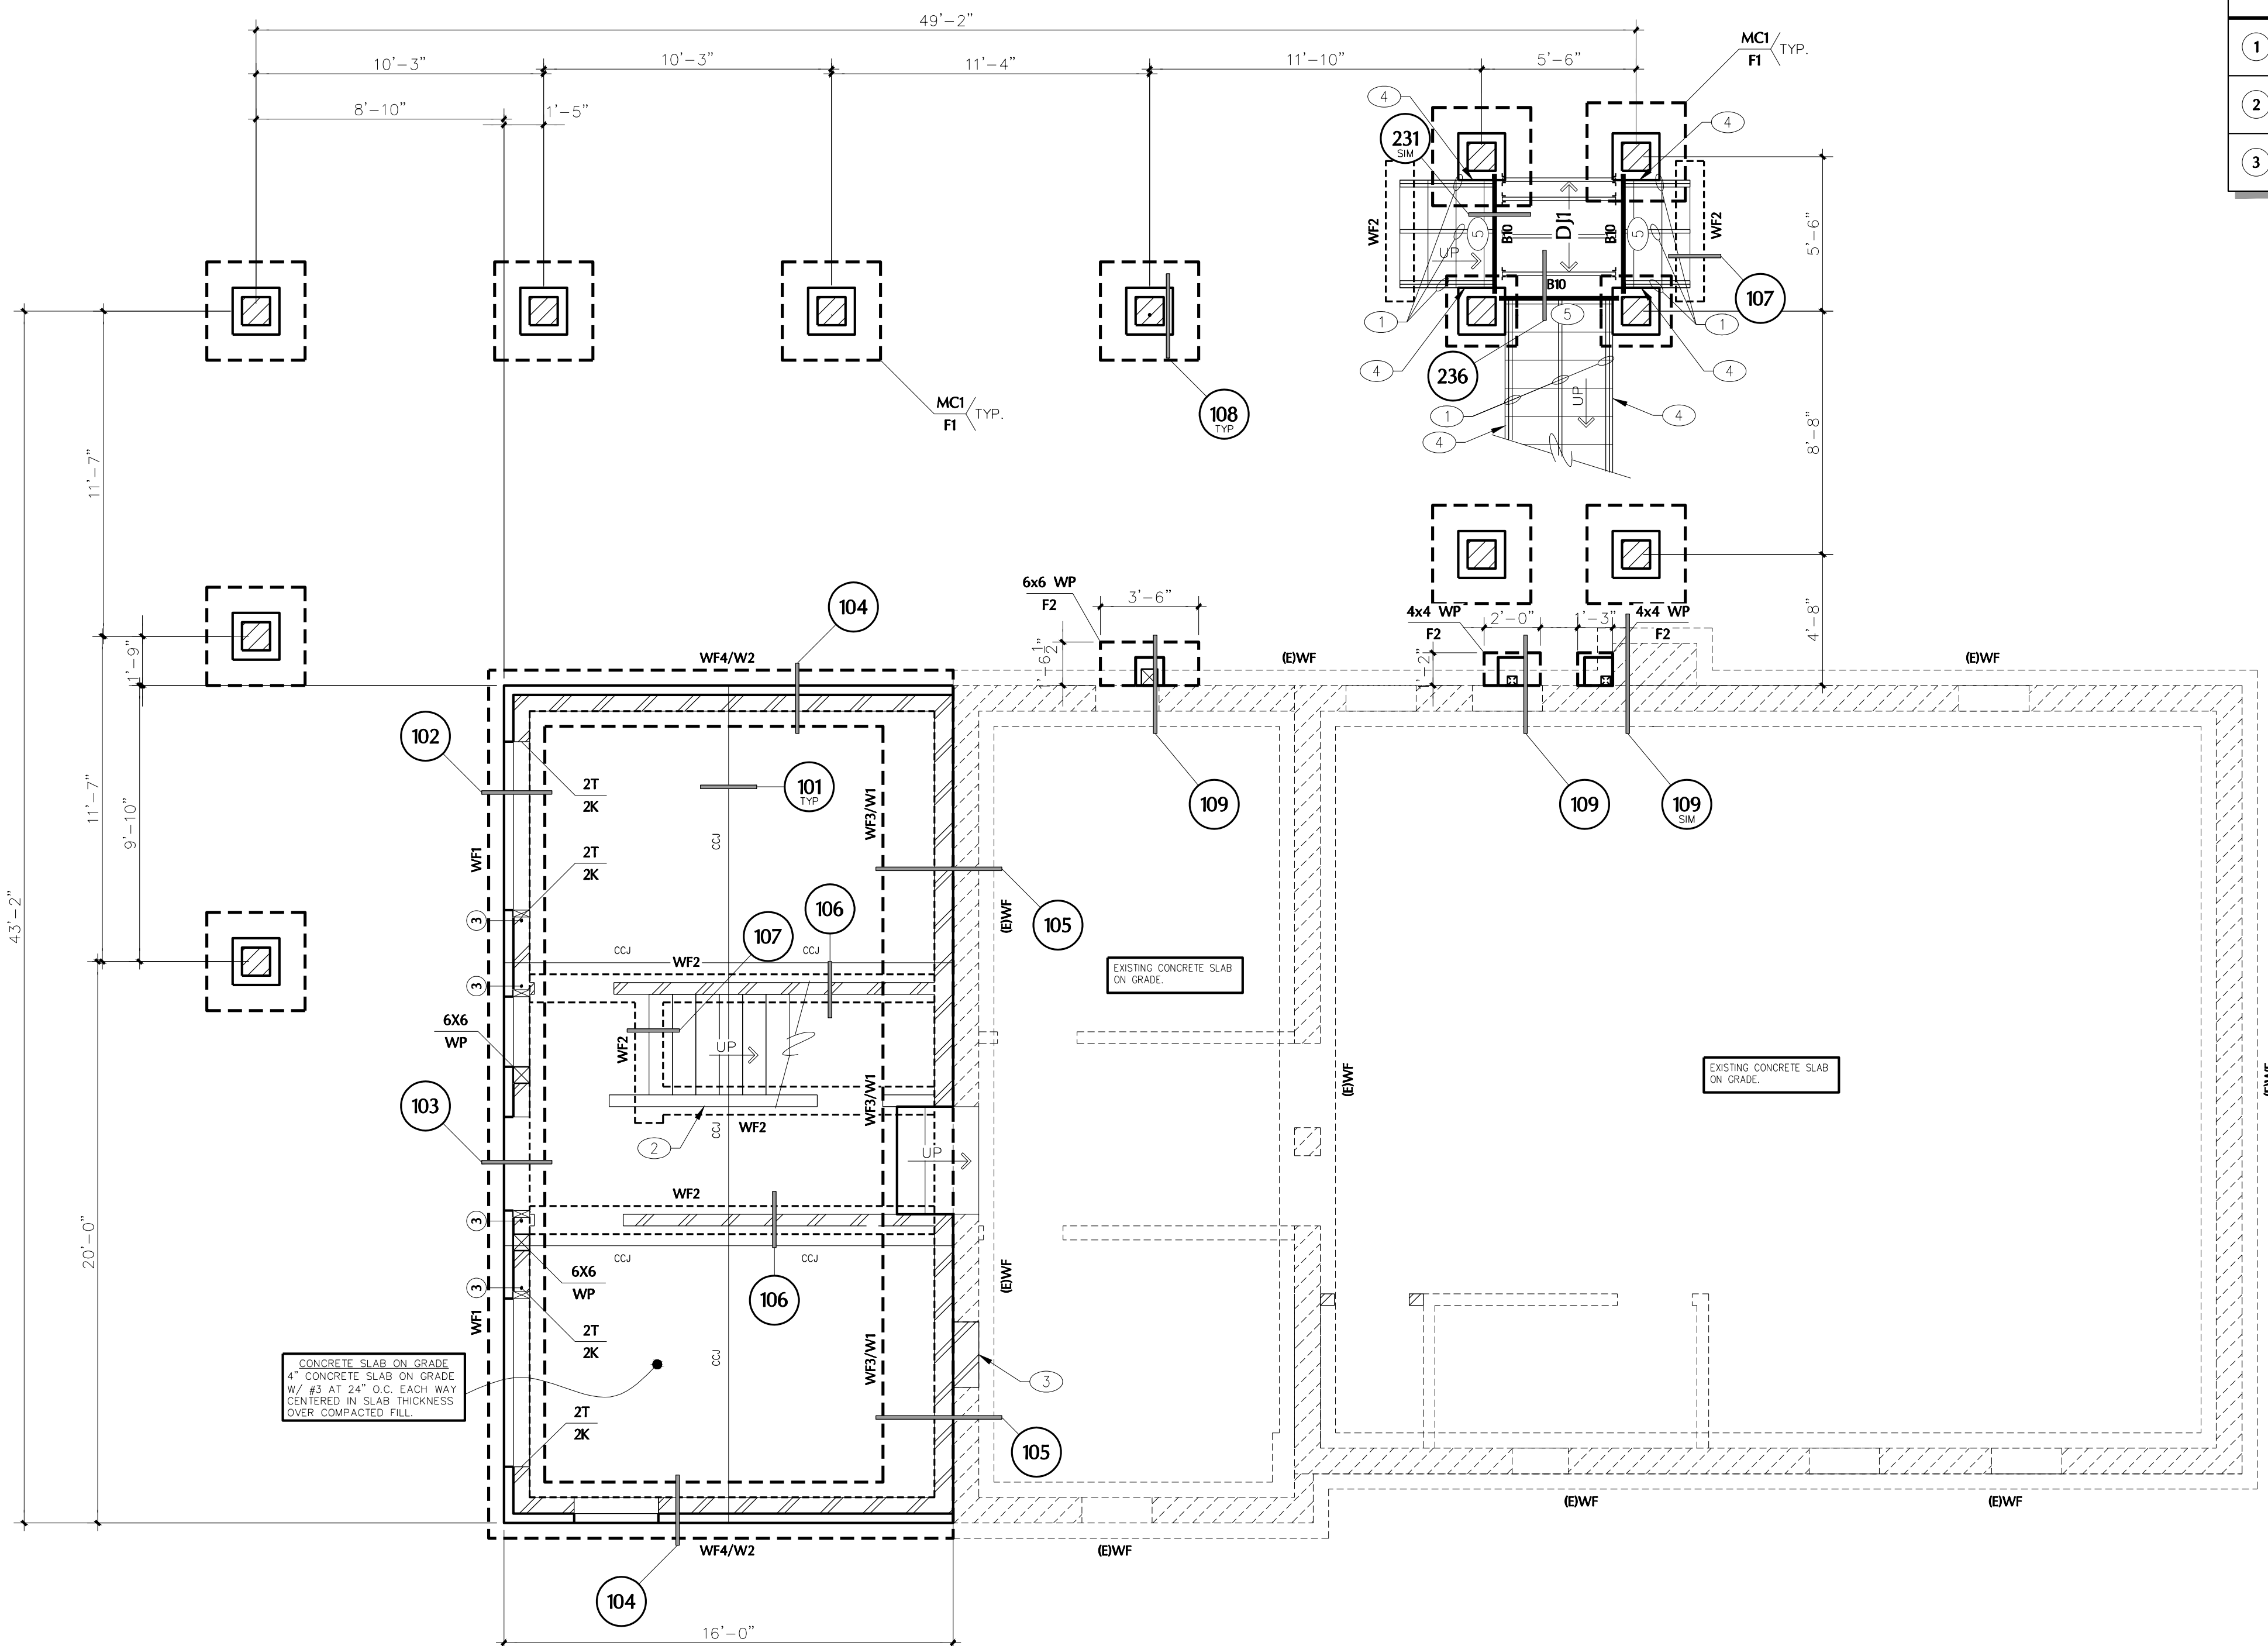 49'-2"
10'-3"
10'-3"
11'-4"
11'-10"
5'-6"
8'-10"
1'-5"
MC1
F1
TYP.
1
2
3
4
4
231
SIM
WF2
5
B10
DJ1
B10
5
WF2
UP
B10
5
107
1
1
4
4
236
UP
1
4
4
5'-6"
8'-8"
4'-8"
MC1
F1
TYP.
108
TYP
11'-7"
1'-9"
11'-7"
9'-10"
43'-2"
20'-0"
104
WF4/W2
6x6 WP
F2
3'-6"
4x4 WP
F2
2'-0"
1'-3"
4x4 WP
F2
(E)WF
(E)WF
102
2T
2K
101
TYP
WF3/W1
109
109
109
SIM
CCJ
WF1
2T
2K
3
106
107
105
(E)WF
CCJ
CCJ
WF2
3
EXISTING CONCRETE SLAB
ON GRADE.
6X6
WP
WF2
UP
EXISTING CONCRETE SLAB
ON GRADE.
(E)WF
(E)WF
103
WF3/W1
CCJ
WF2
2
UP
WF2
3
CCJ
CCJ
6X6
WP
106
3
WF1
(E)WF
2T
2K
CCJ
WF3/W1
3
CONCRETE SLAB ON GRADE
4" CONCRETE SLAB ON GRADE
W/ #3 AT 24" O.C. EACH WAY
CENTERED IN SLAB THICKNESS
OVER COMPACTED FILL.
2T
2K
105
WF4/W2
(E)WF
(E)WF
(E)WF
104
16'-0"